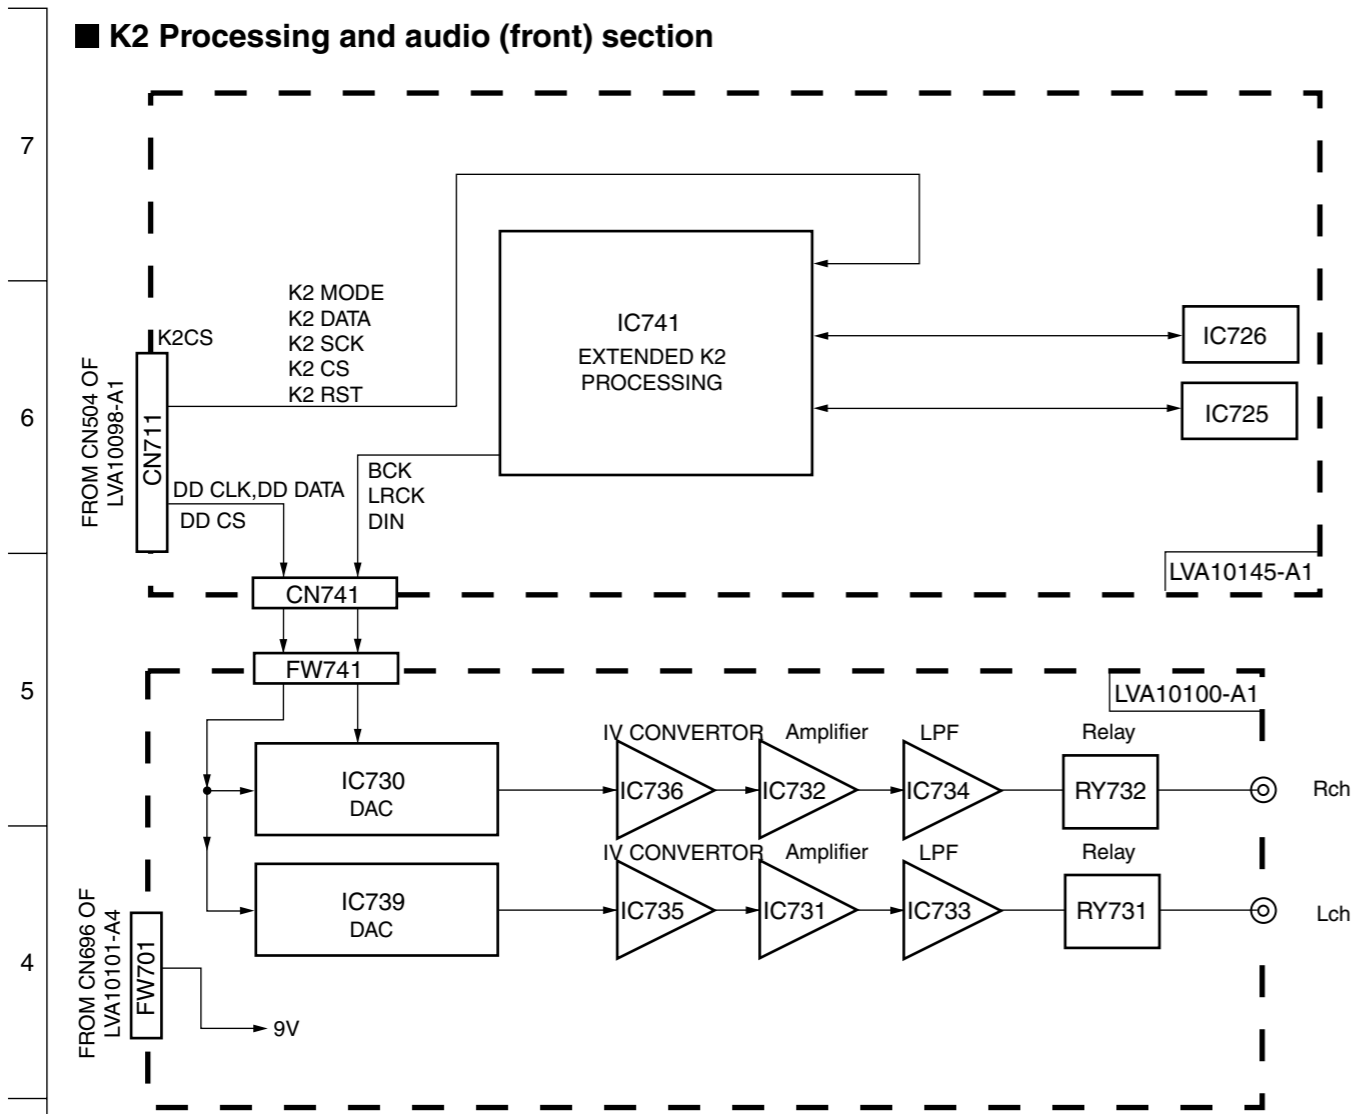 ■ K2 Processing and audio (front) section
7
6
5
4
K2CS
K2 MODE
K2 DATA
K2 SCK
K2 CS
K2 RST
FROM CN504 OF
LVA10098-A1
CN711
DD CLK,DD DATA
DD CS
BCK
LRCK
DIN
IC741
EXTENDED K2
PROCESSING
IC726
IC725
LVA10145-A1
CN741
FW741
LVA10100-A1
IC730
DAC
IV CONVERTOR
IC736
Amplifier
IC732
LPF
IC734
Relay
RY732
Rch
IC739
DAC
IV CONVERTOR
IC735
Amplifier
IC731
LPF
IC733
Relay
RY731
Lch
FROM CN696 OF
LVA10101-A4
FW701
9V